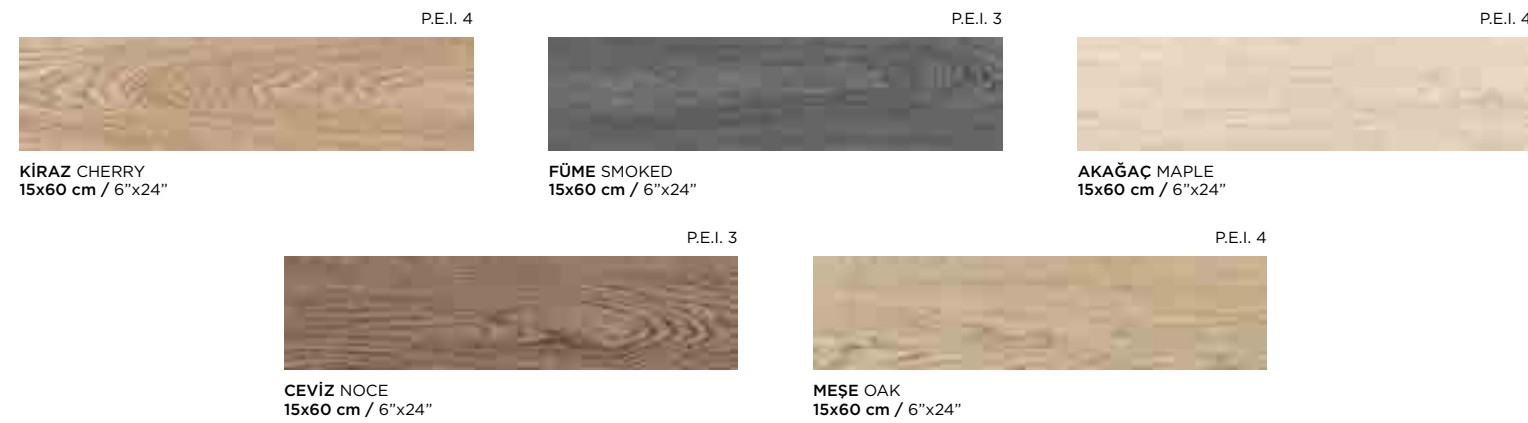 P.E.I. 4
KİRAZ CHERRY
15x60 cm / 6”x24”
P.E.I. 3
FÜME SMOKED
15x60 cm / 6”x24”
P.E.I. 4
AKAĞAÇ MAPLE
15x60 cm / 6”x24”
P.E.I. 3
CEVİZ NOCE
15x60 cm / 6”x24”
P.E.I. 4
MEŞE OAK
15x60 cm / 6”x24”